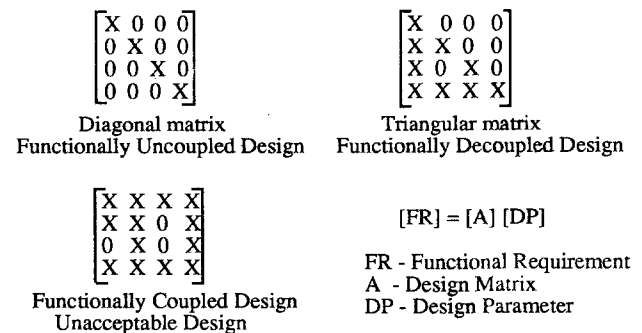 X 0 0 0
0 X 0 0
0 0 X 0
0 0 0 X
Diagonal matrix
Functionally Uncoupled Design
X 0 0 0
X X 0 0
X 0 X 0
X X X X
Triangular matrix
Functionally Decoupled Design
X X X X
X X 0 X
0 X 0 X
X X X X
Functionally Coupled Design
Unacceptable Design
[FR] = [A] [DP]
FR - Functional Requirement
A - Design Matrix
DP - Design Parameter